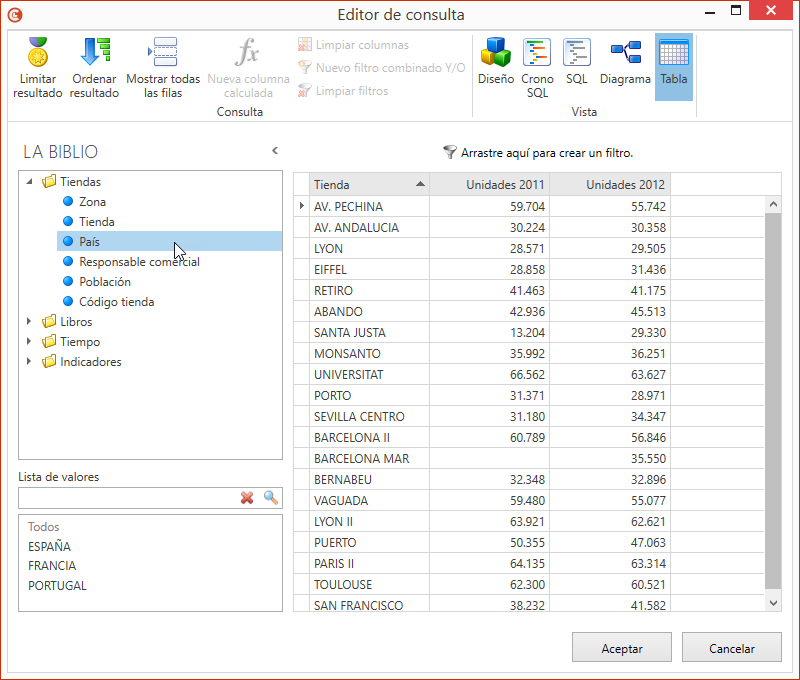 Editor de consulta
Limitar resultado
Ordenar resultado
Mostrar todas las filas
Nueva columna calculada
Limpiar columnas
Nuevo filtro combinado Y/O
Limpiar filtros
Consulta
Diseño
Crono SQL
SQL
Diagrama
Tabla
Vista
LA BIBLIO
Tiendas
Zona
Tienda
País
Responsable comercial
Población
Código tienda
Libros
Tiempo
Indicadores
Lista de valores
Todos
ESPAÑA
FRANCIA
PORTUGAL
Arrastre aquí para crear un filtro.
Tienda Unidades 2011 Unidades 2012
AV. PECHINA 59.704 55.742
AV. ANDALUCIA 30.224 30.358
LYON 28.571 29.505
EIFFEL 28.858 31.436
RETIRO 41.463 41.175
ABANDO 42.936 45.513
SANTA JUSTA 13.204 29.330
MONSANTO 35.992 36.251
UNIVERSITAT 66.562 63.627
PORTO 31.371 28.971
SEVILLA CENTRO 31.180 34.347
BARCELONA II 60.789 56.846
BARCELONA MAR 35.550
BERNABEU 32.348 32.896
VAGUADA 59.480 55.077
LYON II 63.921 62.621
PUERTO 50.355 47.063
PARIS II 64.135 63.314
TOULOUSE 62.300 60.521
SAN FRANCISCO 38.232 41.582
Aceptar
Cancelar